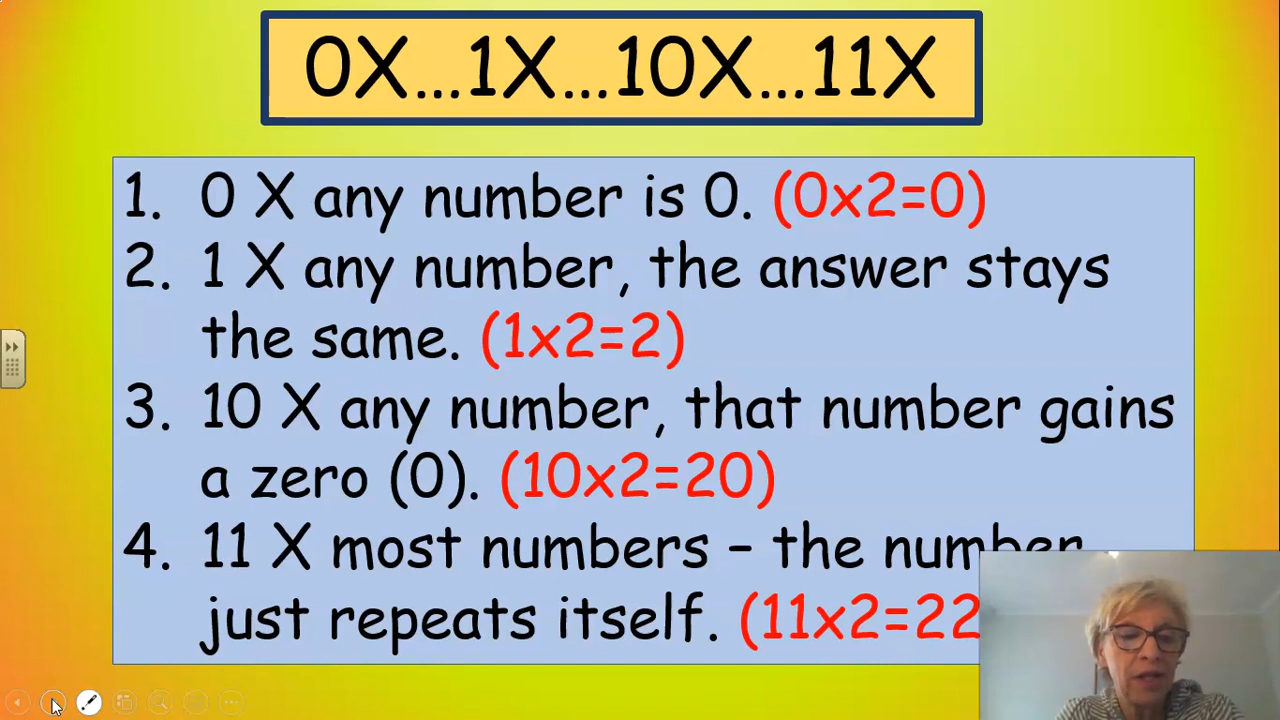 0X...1X...10X...11X
1. 0 X any number is 0. (0x2=0)
2. 1 X any number, the answer stays
the same. (1x2=2)
3. 10 X any number, that number gains
a zero (0). (10x2=20)
4. 11 X most numbers – the number
just repeats itself. (11x2=22